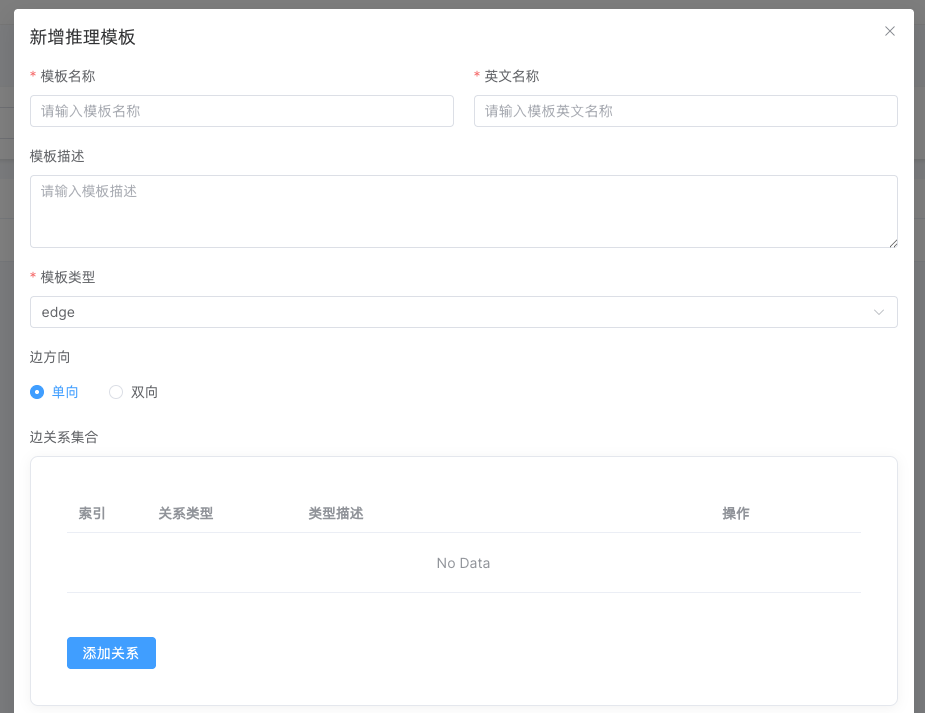 新增推理模板
* 模板名称
* 英文名称
请输入模板名称
请输入模板英文名称
模板描述
请输入模板描述
* 模板类型
edge
边方向
单向
双向
边关系集合
索引 关系类型 类型描述 操作
No Data
添加关系